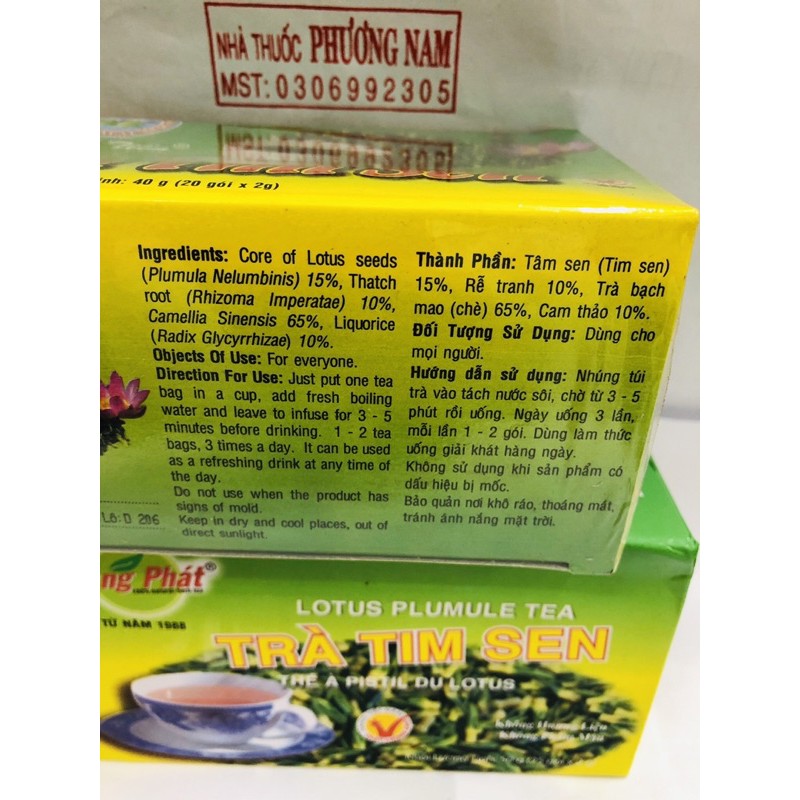 NHÀ THUỐC PHƯƠNG NAM
MST: 0306992305
40 g (20 gói x 2g)
Ingredients: Core of Lotus seeds
(Plumula Nelumbinis) 15%, Thatch
root (Rhizoma Imperatae) 10%,
Camellia Sinensis 65%, Liquorice
(Radix Glycyrrhizae) 10%.
Objects Of Use: For everyone.
Direction For Use: Just put one tea
bag in a cup, add fresh boiling
water and leave to infuse for 3 - 5
minutes before drinking. 1 - 2 tea
bags, 3 times a day. It can be used
as a refreshing drink at any time of
the day.
Do not use when the product has
signs of mold.
Keep in dry and cool places, out of
direct sunlight.
Thành Phần: Tâm sen (Tim sen)
15%, Rễ tranh 10%, Trà bạch
mao (chè) 65%, Cam thảo 10%.
Đối Tượng Sử Dụng: Dùng cho
mọi người.
Hướng dẫn sử dụng: Nhúng túi
trà vào tách nước sôi, chờ từ 3 - 5
phút rồi uống. Ngày uống 3 lần,
mỗi lần 1 - 2 gói. Dùng làm thức
uống giải khát hàng ngày.
Không sử dụng khi sản phẩm có
dấu hiệu bị mốc.
Bảo quản nơi khô ráo, thoáng mát,
tránh ánh nắng mặt trời.
Lô:D 206
ng Phát®
TỪ NĂM 1968
LOTUS PLUMULE TEA
TRÀ TIM SEN
THÉ A PISTIL DU LOTUS